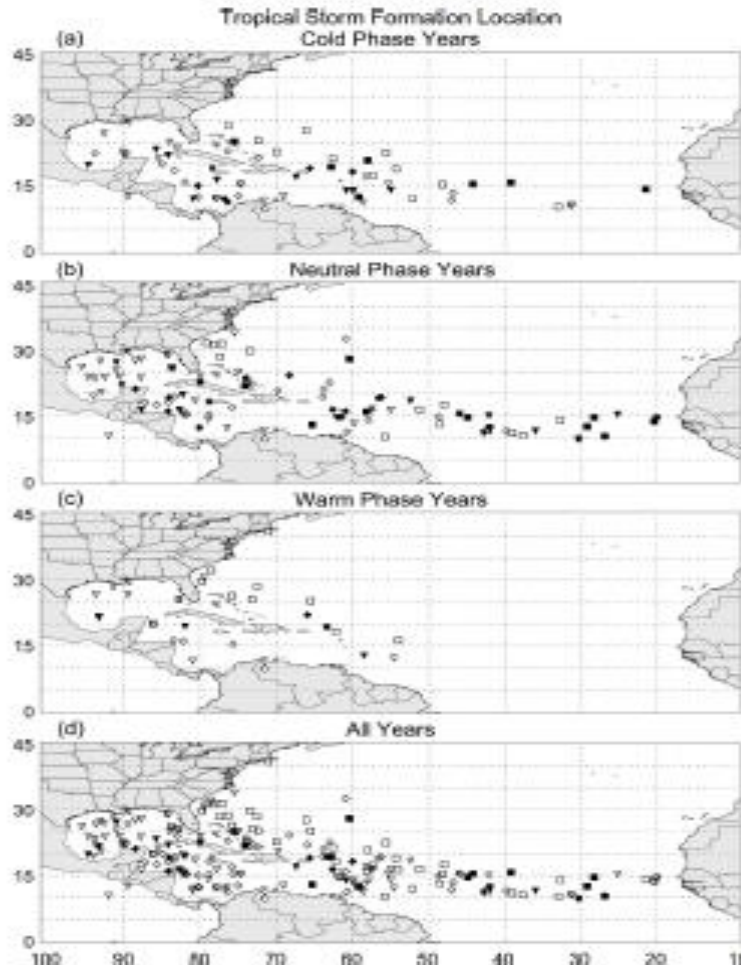 Tropical Storm Formation Location
(a) Cold Phase Years
45
30
15
0
(b) Neutral Phase Years
45
30
15
0
(c) Warm Phase Years
45
30
15
0
(d) All Years
45
30
15
0
100 90 80 70 60 50 40 30 20 10